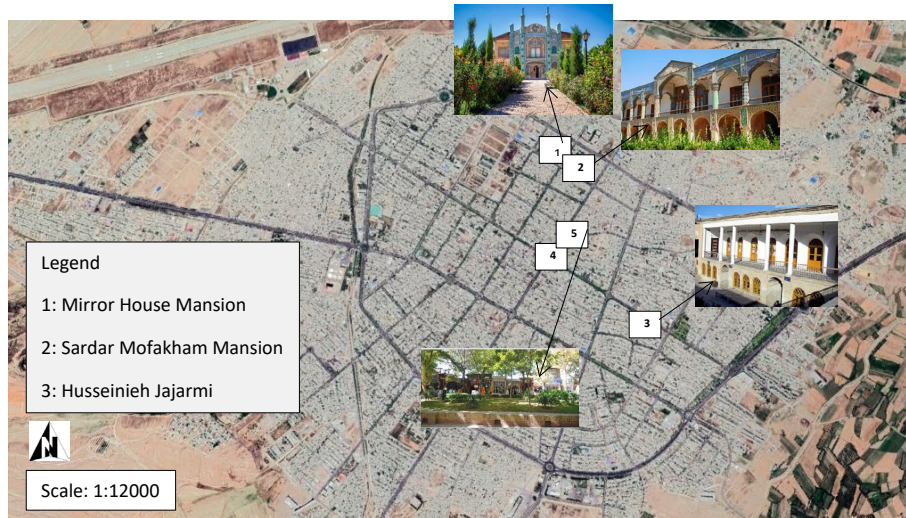 1
2
5
4
3
Legend
1: Mirror House Mansion
2: Sardar Mofakham Mansion
3: Husseinieh Jajarmi
N
Scale: 1:12000